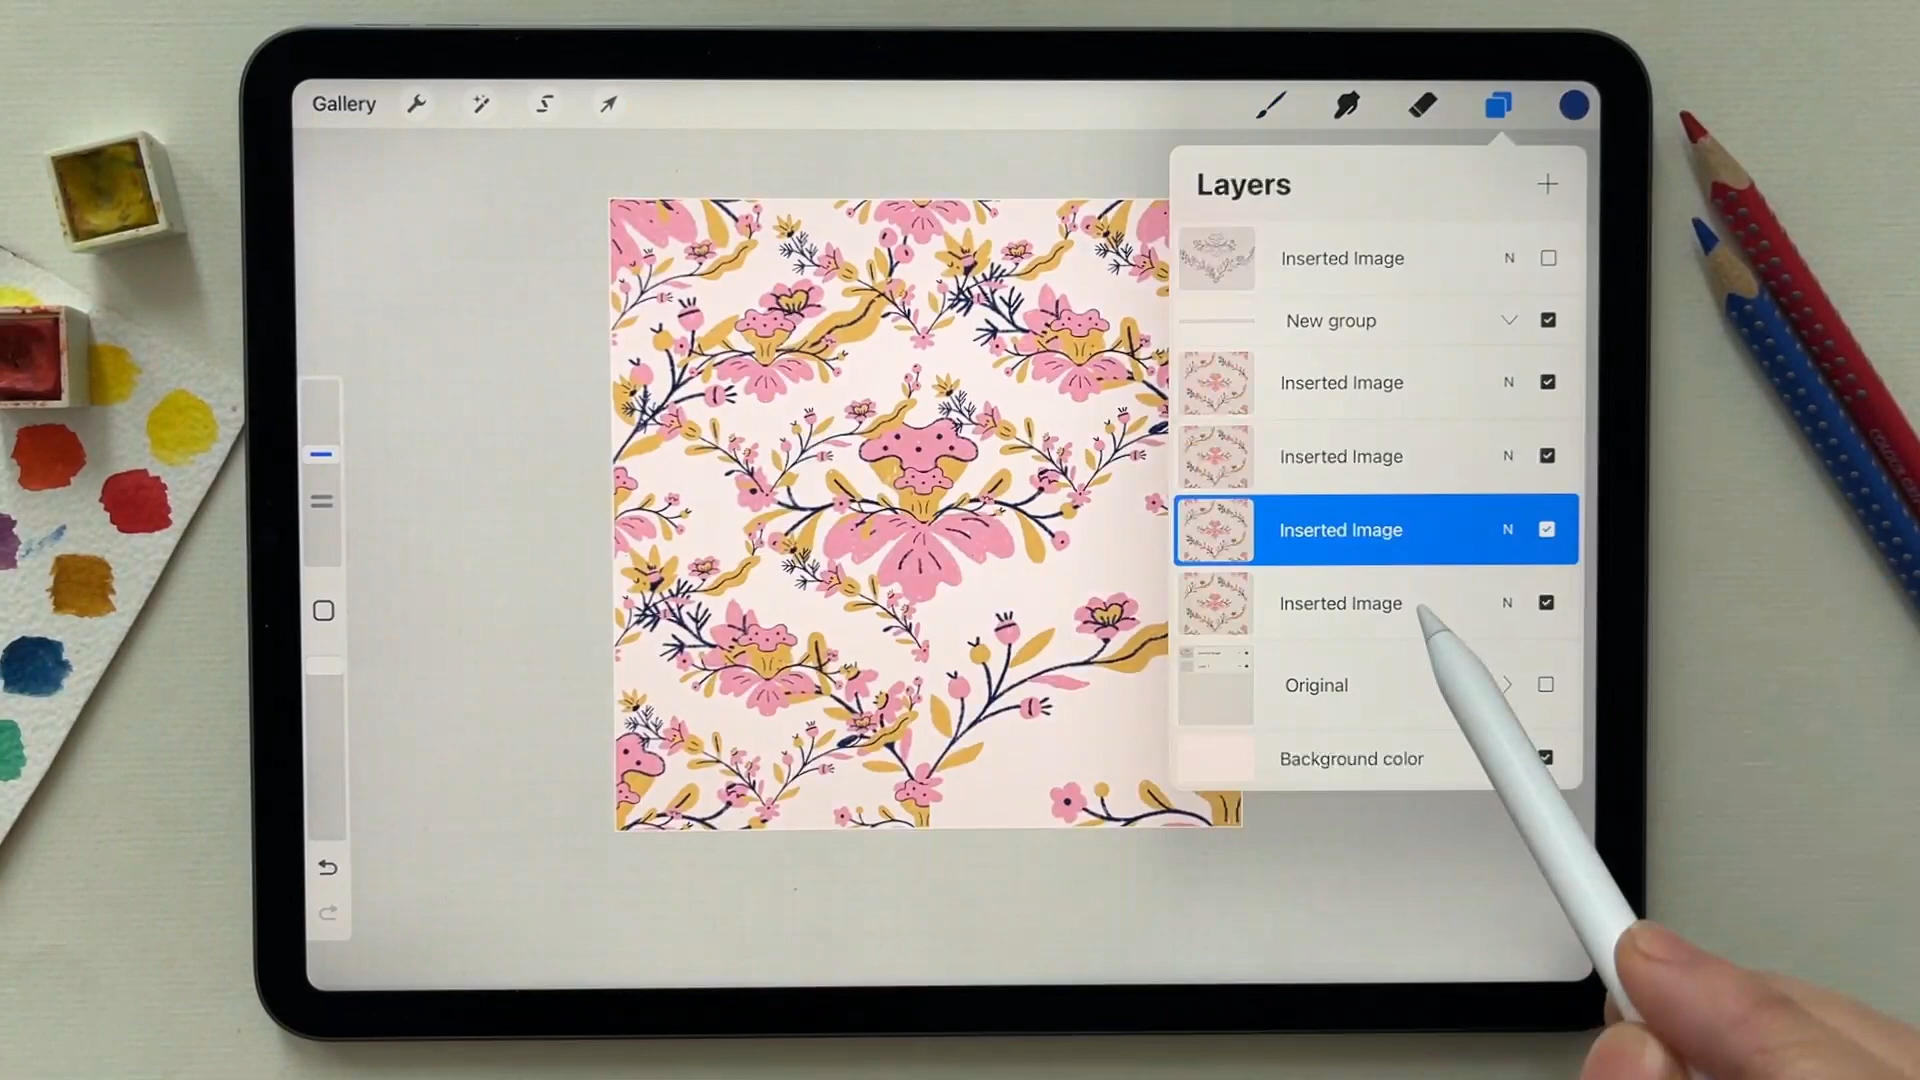 Gallery
Layers
Inserted Image N
New group
Inserted Image N
Inserted Image N
Inserted Image N
Inserted Image N
Original
Background color